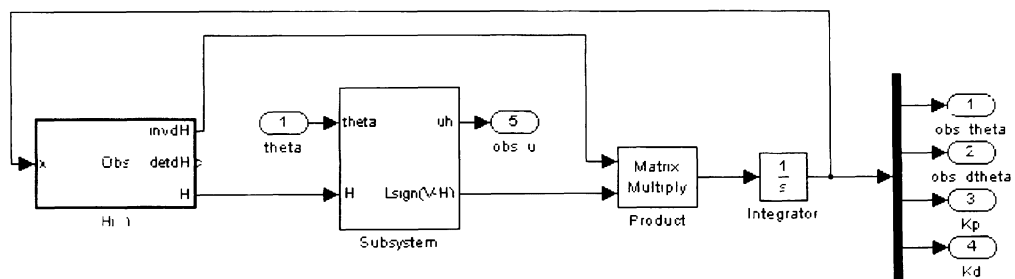 invdH
x
Obs
detdH
H
1
theta
theta
uh
H
Lsign(V-H)
Subsystem
5
obs u
Matrix
Multiply
Product
1
s
Integrator
1
obs theta
2
obs dtheta
3
Kp
4
Kd